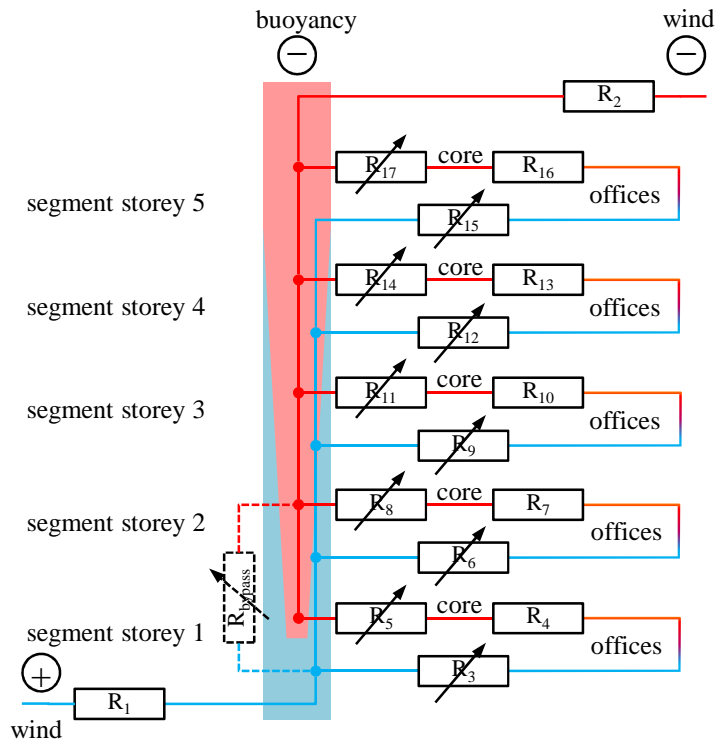 buoyancy
wind
−
−
R₂
R₁₇ core R₁₆
segment storey 5
offices
R₁₅
R₁₄ core R₁₃
segment storey 4
offices
R₁₂
R₁₁ core R₁₀
segment storey 3
offices
R₉
R₈ core R₇
segment storey 2
offices
R₆
R_bypass
R₅ core R₄
segment storey 1
offices
R₃
+
R₁
wind